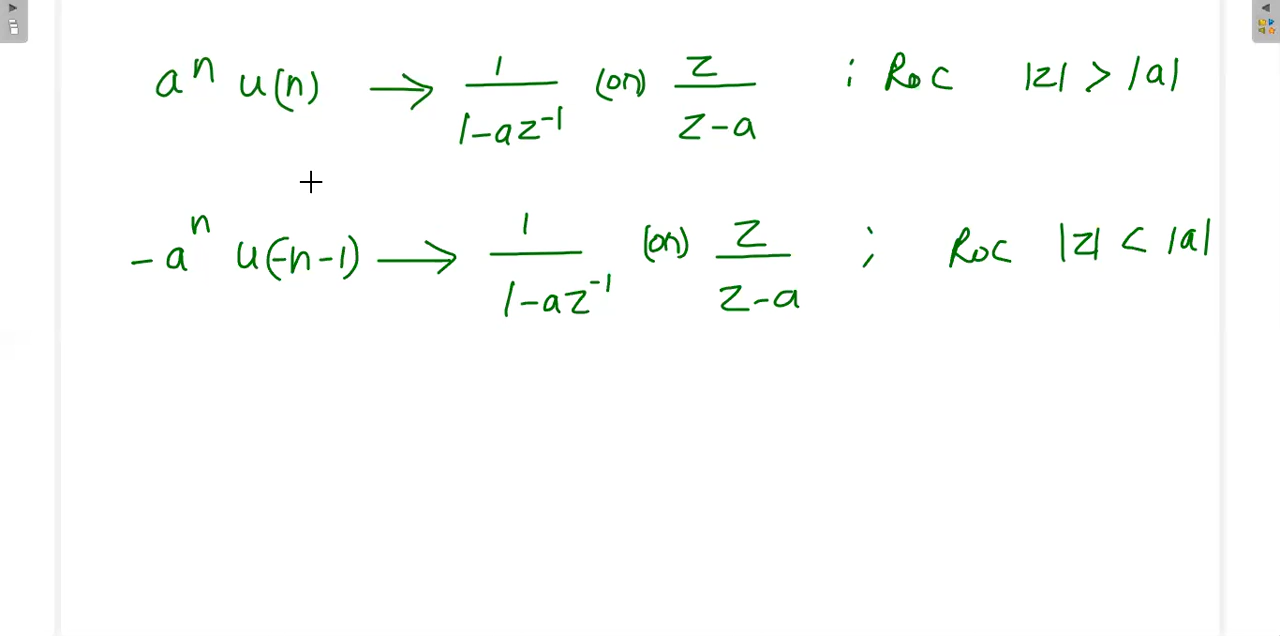 aⁿ u(n) → 1/(1-az⁻¹) (or) z/(z-a) ; ROC |z| > |a|
-aⁿ u(-n-1) → 1/(1-az⁻¹) (or) z/(z-a) ; ROC |z| < |a|